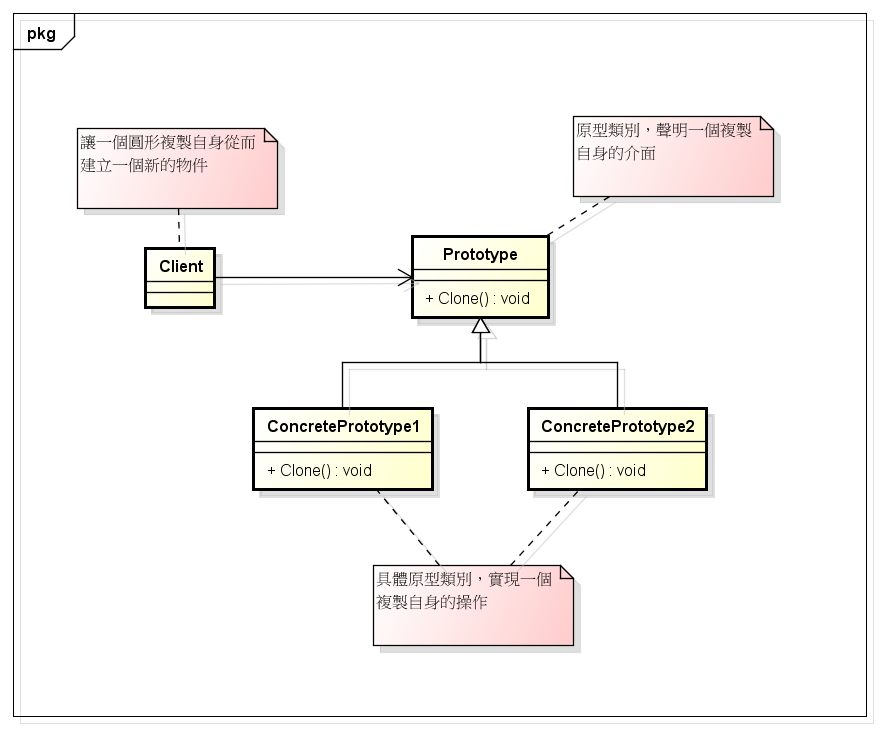 pkg
讓一個圓形複製自身從而
建立一個新的物件
原型類別，聲明一個複製
自身的介面
Client
Prototype
+ Clone() : void
ConcretePrototype1
+ Clone() : void
ConcretePrototype2
+ Clone() : void
具體原型類別，實現一個
複製自身的操作